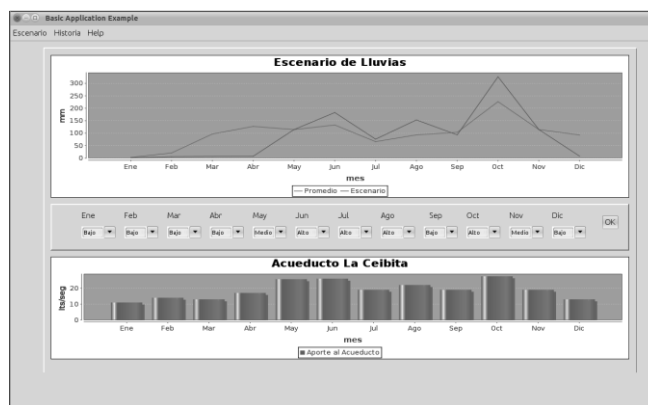 Basic Application Example
Escenario Historia Help
Escenario de Lluvias
mm
300
250
200
150
100
50
0
Ene Feb Mar Abr May Jun Jul Ago Sep Oct Nov Dic
mes
Promedio Escenario
Ene Feb Mar Abr May Jun Jul Ago Sep Oct Nov Dic
Bajo Bajo Bajo Bajo Medio Alto Alto Alto Bajo Alto Medio Bajo
OK
Acueducto La Ceibita
lts/seg
20
10
0
Ene Feb Mar Abr May Jun Jul Ago Sep Oct Nov Dic
mes
Aporte al Acueducto